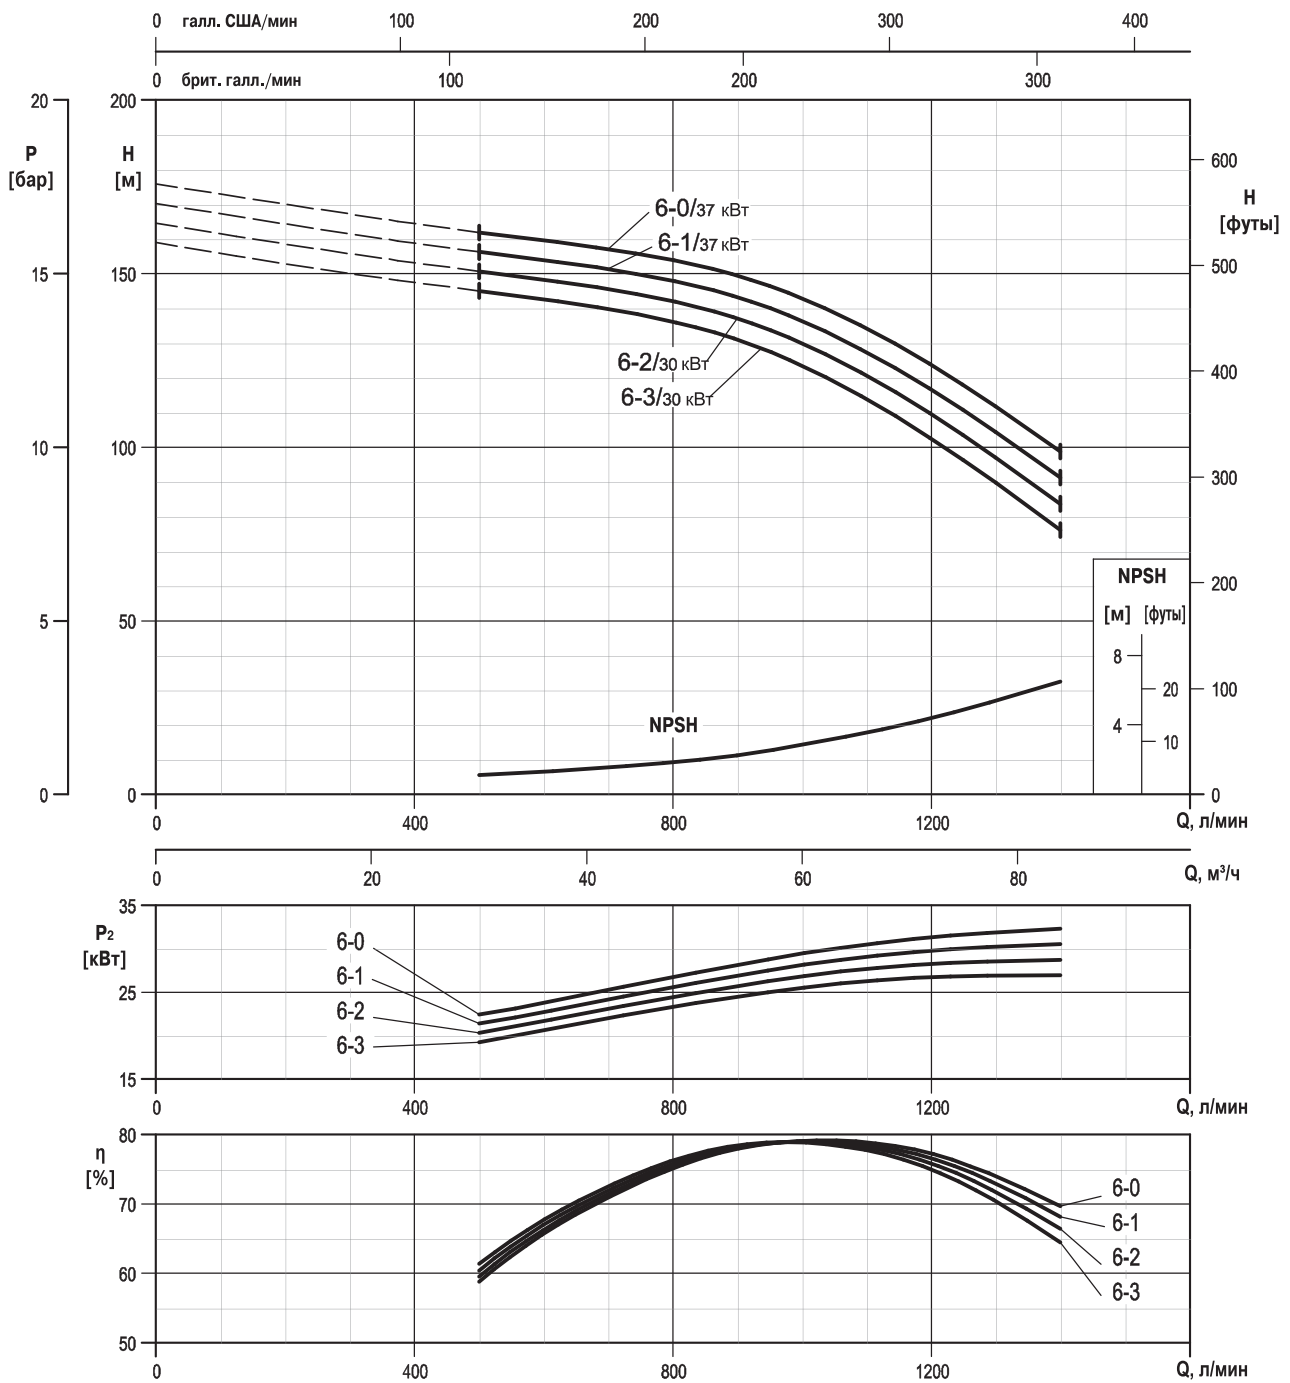 0 галл. США/мин 100 200 300 400
0 брит. галл./мин 100 200 300
20 200
P H
[бар] [м]
600
H
[футы]
6-0/37 кВт
6-1/37 кВт
15 150 500
6-2/30 кВт
6-3/30 кВт
400
10 100
300
NPSH
200
[м] [футы]
5 50
8
20 100
NPSH
4
10
0 0 0
0 400 800 1200 Q, л/мин
0 20 40 60 80 Q, м³/ч
35
P2
[кВт]
6-0
6-1
25
6-2
6-3
15
0 400 800 1200 Q, л/мин
80
η
[%]
70
6-0
6-1
6-2
60
6-3
50
0 400 800 1200 Q, л/мин